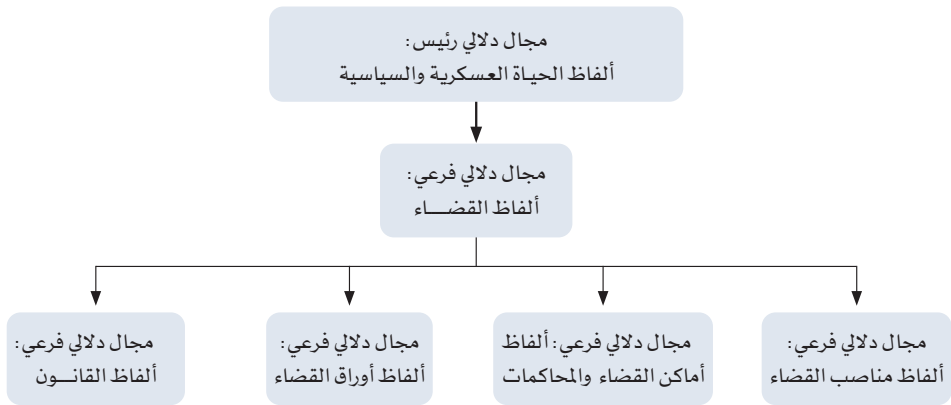 مجال دلالي رئيس:
ألفاظ الحياة العسكرية والسياسية
مجال دلالي فرعي:
ألفاظ القضـــاء
مجال دلالي فرعي:
ألفاظ مناصب القضاء
مجال دلالي فرعي: ألفاظ
أماكن القضاء والمحاكمات
مجال دلالي فرعي:
ألفاظ أوراق القضاء
مجال دلالي فرعي:
ألفاظ القانـــون